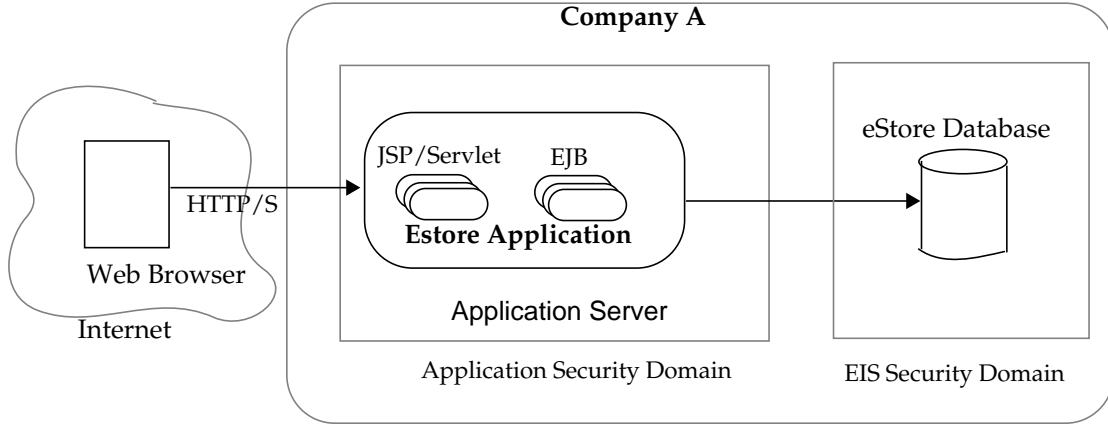 Company A
eStore Database
JSP/Servlet
EJB
HTTP/S
Estore Application
Web Browser
Application Server
Internet
Application Security Domain
EIS Security Domain